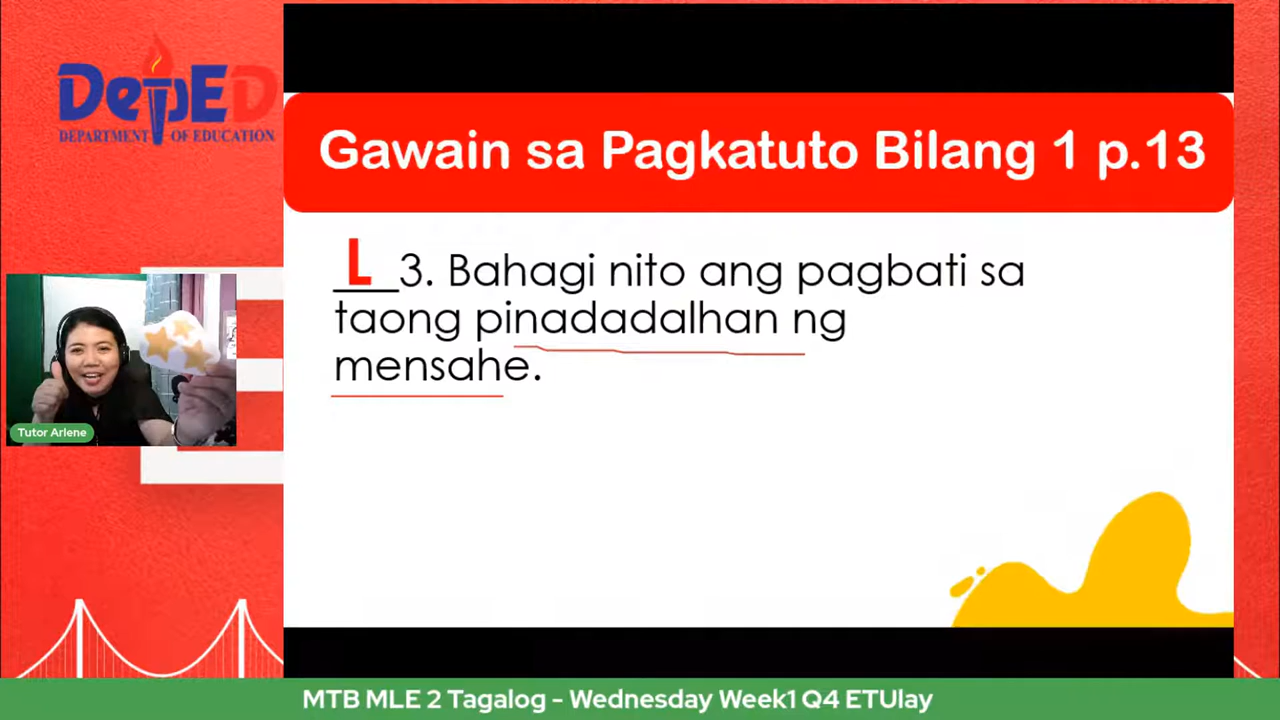 DepED
DEPARTMENT OF EDUCATION
Gawain sa Pagkatuto Bilang 1 p.13
L 3. Bahagi nito ang pagbati sa
taong pinadadalhan ng
mensahe.
Tutor Arlene
MTB MLE 2 Tagalog - Wednesday Week1 Q4 ETUlay